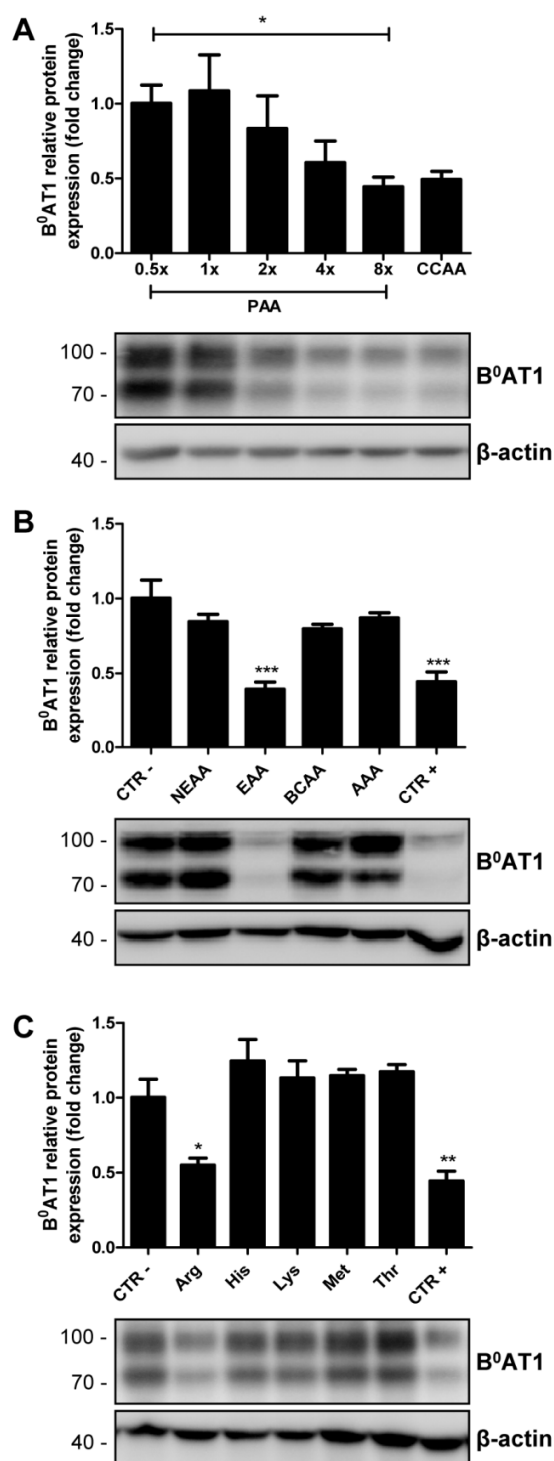 A
*
B⁰AT1 relative protein
expression (fold change)
1.5
1.0
0.5
0.0
0.5x 1x 2x 4x 8x CCAA
PAA
100 -
70 -
B⁰AT1
40 -
β-actin
B
B⁰AT1 relative protein
expression (fold change)
1.5
1.0
0.5
0.0
*** ***
CTR - NEAA EAA BCAA AAA CTR +
100 -
70 -
B⁰AT1
40 -
β-actin
C
B⁰AT1 relative protein
expression (fold change)
1.5
1.0
0.5
0.0
* **
CTR - Arg His Lys Met Thr CTR +
100 -
70 -
B⁰AT1
40 -
β-actin